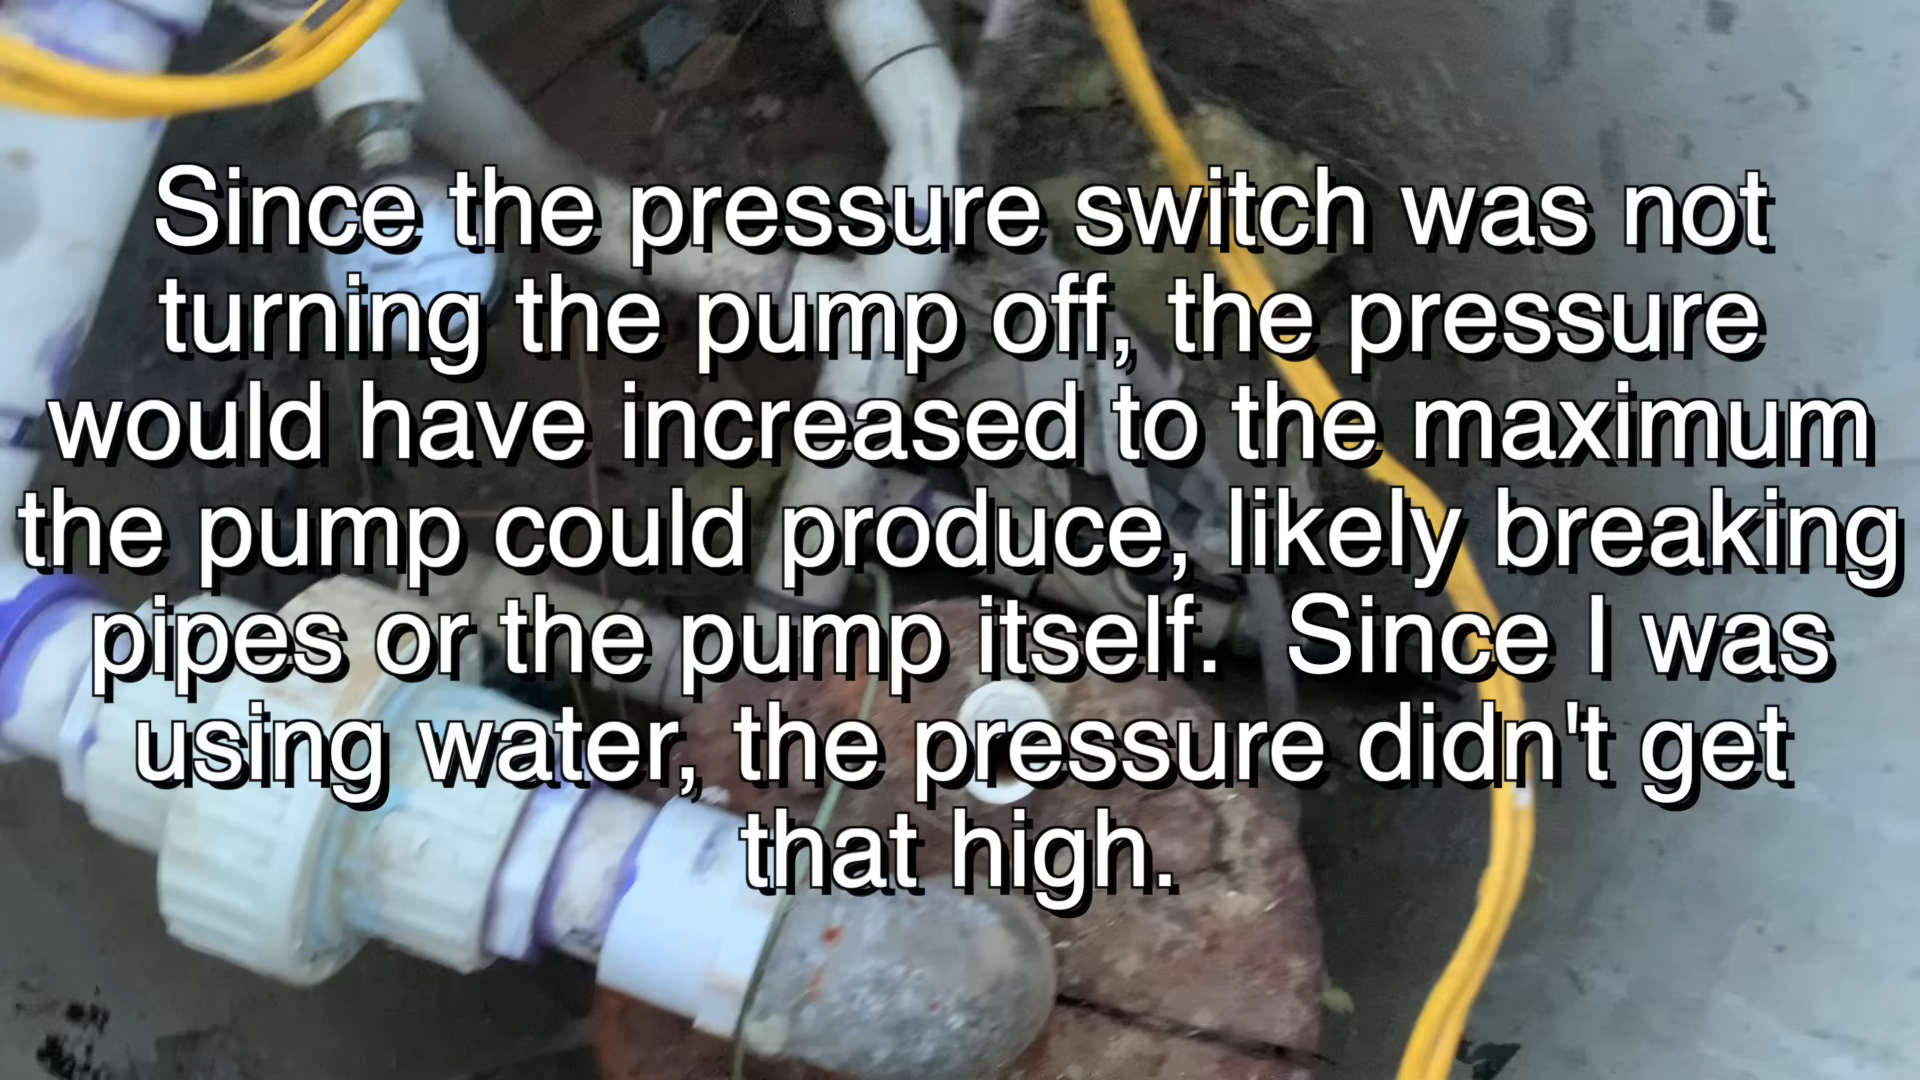 Since the pressure switch was not
turning the pump off, the pressure
would have increased to the maximum
the pump could produce, likely breaking
pipes or the pump itself.  Since I was
using water, the pressure didn't get
that high.